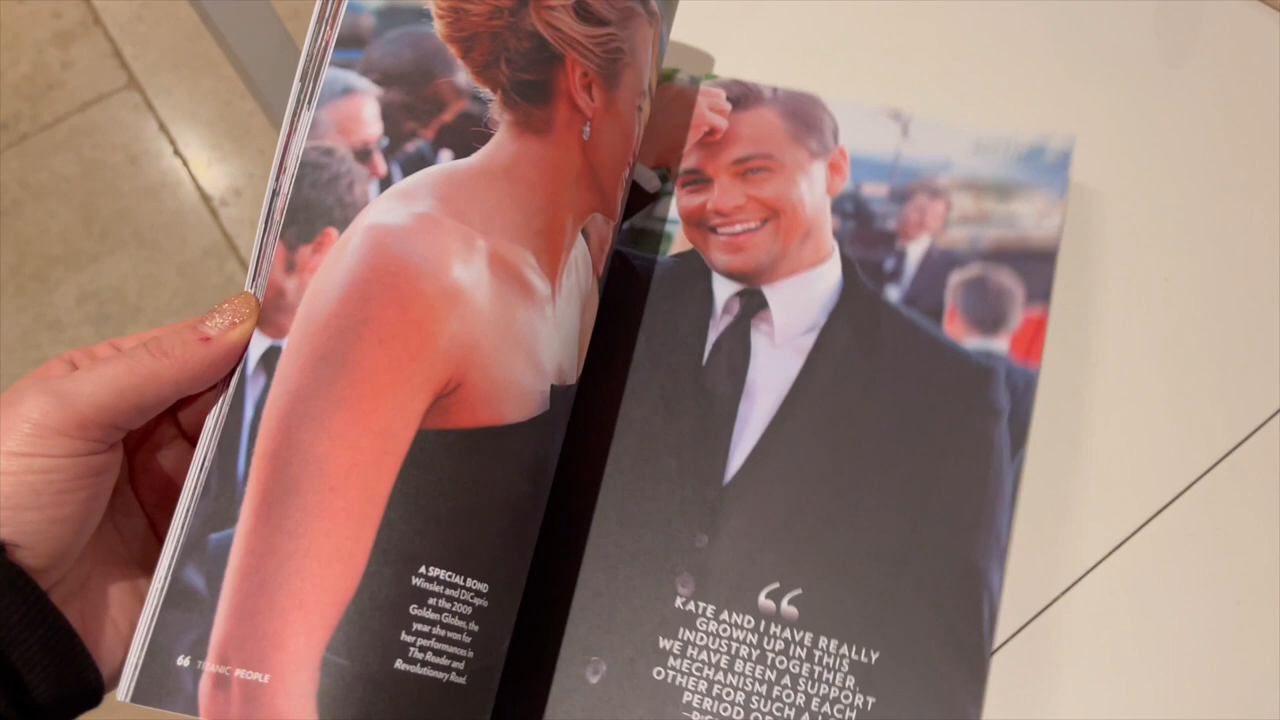 A SPECIAL BOND
Winslet and DiCaprio
at the 2009
Golden Globes, the
year she won for
her performances in
The Reader and
Revolutionary Road.
66 TITANIC PEOPLE
“
KATE AND I HAVE REALLY
GROWN UP IN THIS
INDUSTRY TOGETHER.
WE HAVE BEEN A SUPPORT
MECHANISM FOR EACH
OTHER FOR SUCH A
PERIOD